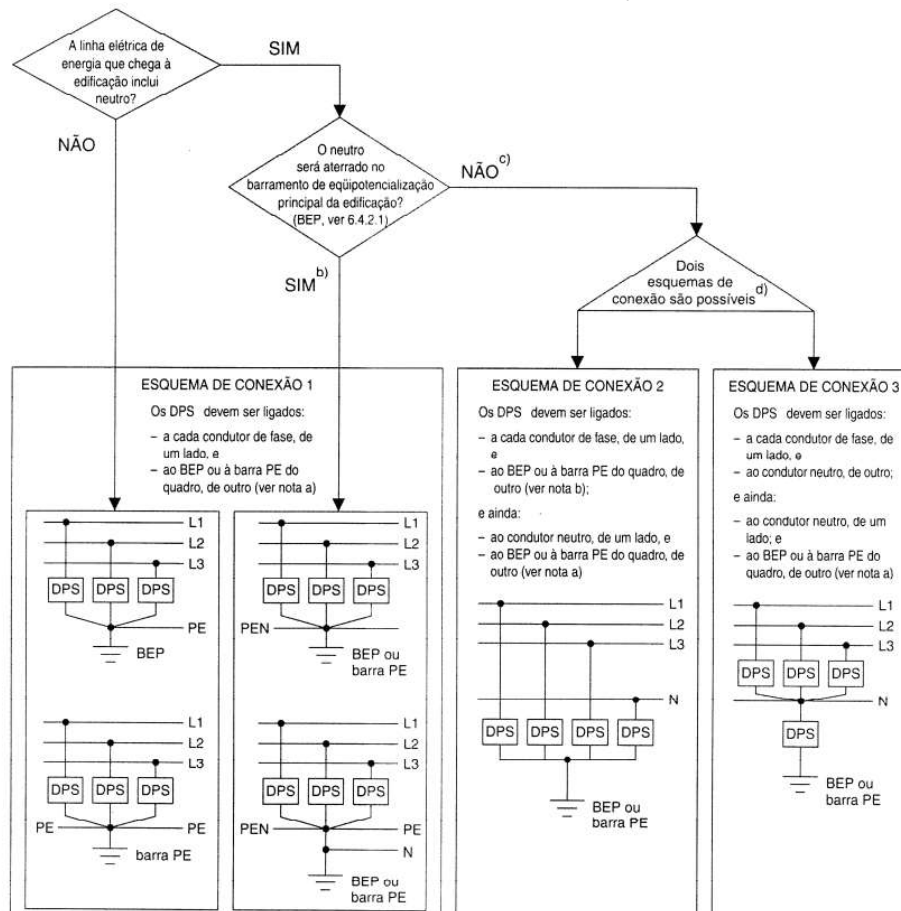 A linha elétrica de
energia que chega à
edificação inclui
neutro?
SIM
NÃO
O neutro
será aterrado no
barramento de eqüipotencialização
principal da edificação?
(BEP, ver 6.4.2.1)
NÃO c)
SIM b)
Dois
esquemas de
conexão são possíveis d)
ESQUEMA DE CONEXÃO 1
Os DPS devem ser ligados:
– a cada condutor de fase, de
um lado, e
– ao BEP ou à barra PE do
quadro, de outro (ver nota a)
L1
L2
L3
DPS DPS DPS
PE
BEP
L1
L2
L3
DPS DPS DPS
PE PE
barra PE
L1
L2
L3
DPS DPS DPS
PEN
BEP ou
barra PE
L1
L2
L3
DPS DPS DPS
PEN PE
N
BEP ou
barra PE
ESQUEMA DE CONEXÃO 2
Os DPS devem ser ligados:
– a cada condutor de fase, de um lado,
e
– ao BEP ou à barra PE do quadro, de
outro (ver nota b);
e ainda:
– ao condutor neutro, de um lado, e
– ao BEP ou à barra PE do quadro, de
outro (ver nota a)
L1
L2
L3
N
DPS DPS DPS DPS
BEP ou
barra PE
ESQUEMA DE CONEXÃO 3
Os DPS devem ser ligados:
– a cada condutor de fase, de
um lado, e
– ao condutor neutro, de outro;
e ainda:
– ao condutor neutro, de um
lado; e
– ao BEP ou à barra PE do
quadro, de outro (ver nota a)
L1
L2
L3
DPS DPS DPS
N
DPS
BEP ou
barra PE